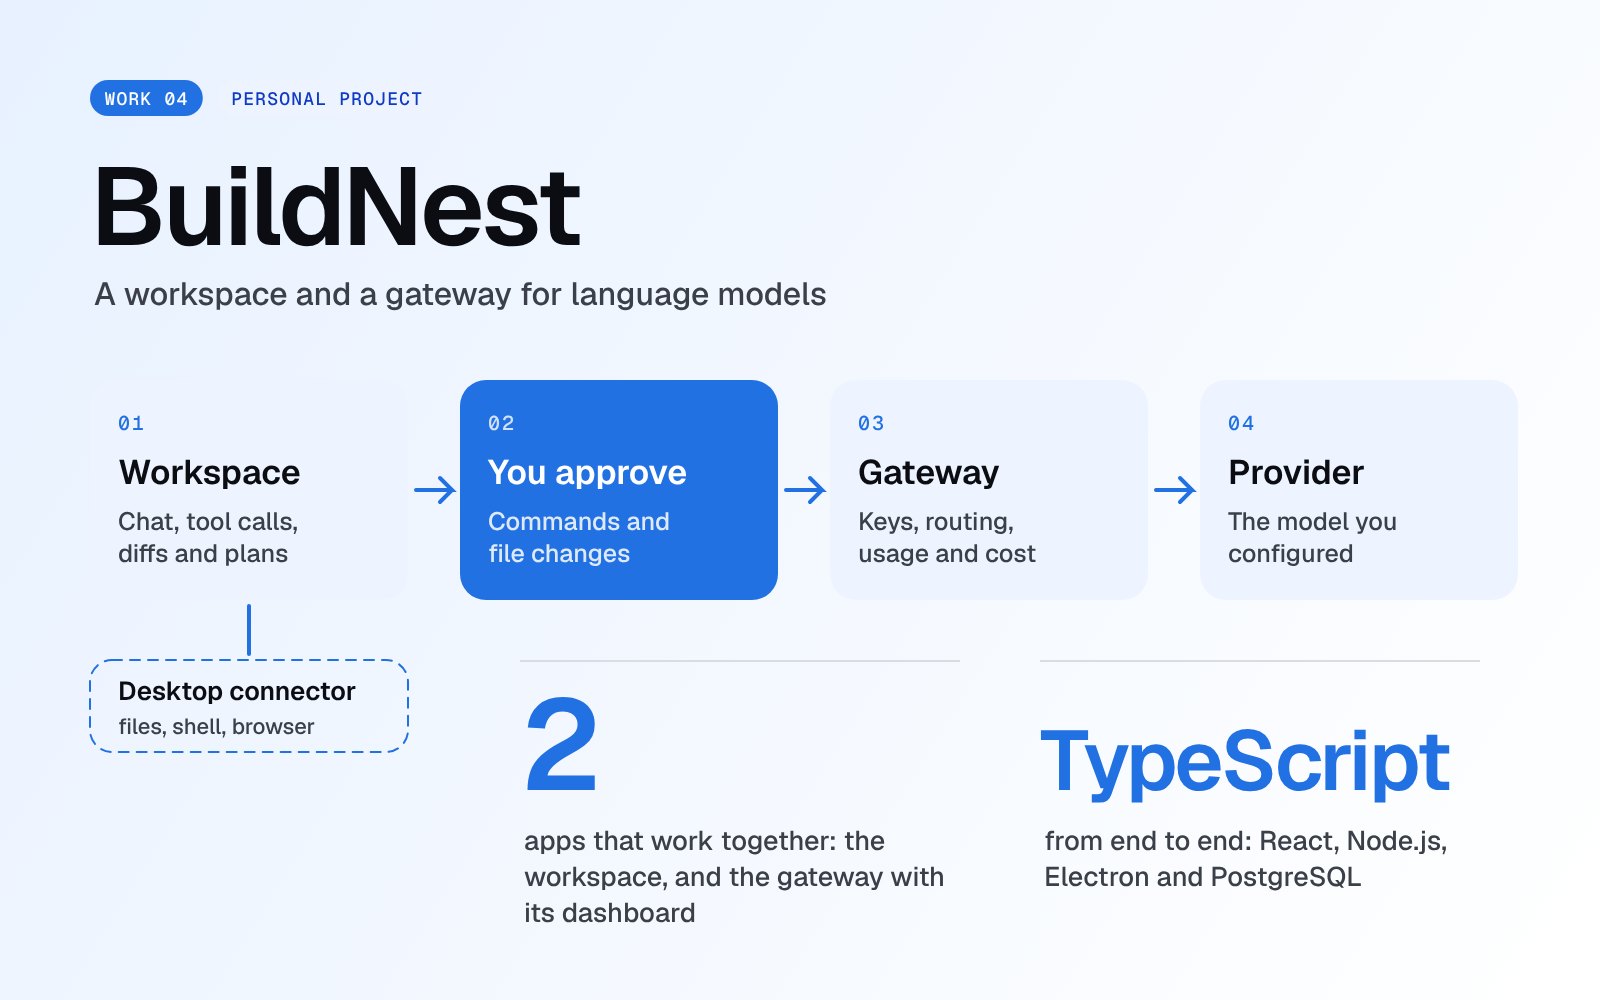 WORK 04
PERSONAL PROJECT
BuildNest
A workspace and a gateway for language models
01
Workspace
Chat, tool calls,
diffs and plans
02
You approve
Commands and
file changes
03
Gateway
Keys, routing,
usage and cost
04
Provider
The model you
configured
Desktop connector
files, shell, browser
2
apps that work together: the
workspace, and the gateway with
its dashboard
TypeScript
from end to end: React, Node.js,
Electron and PostgreSQL